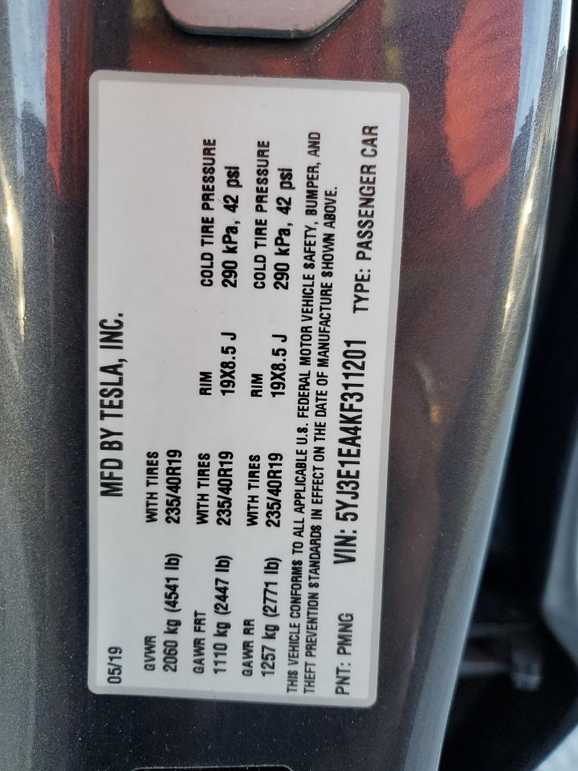 MFD BY TESLA, INC.
05/19
GVWR WITH TIRES
2060 kg (4541 lb) 235/40R19
GAWR FRT WITH TIRES RIM COLD TIRE PRESSURE
1110 kg (2447 lb) 235/40R19 19X8.5 J 290 kPa, 42 psi
GAWR RR WITH TIRES RIM COLD TIRE PRESSURE
1257 kg (2771 lb) 235/40R19 19X8.5 J 290 kPa, 42 psi
THIS VEHICLE CONFORMS TO ALL APPLICABLE U.S. FEDERAL MOTOR VEHICLE SAFETY, BUMPER, AND
THEFT PREVENTION STANDARDS IN EFFECT ON THE DATE OF MANUFACTURE SHOWN ABOVE.
PNT: PMNG VIN: 5YJ3E1EA4KF311201 TYPE: PASSENGER CAR